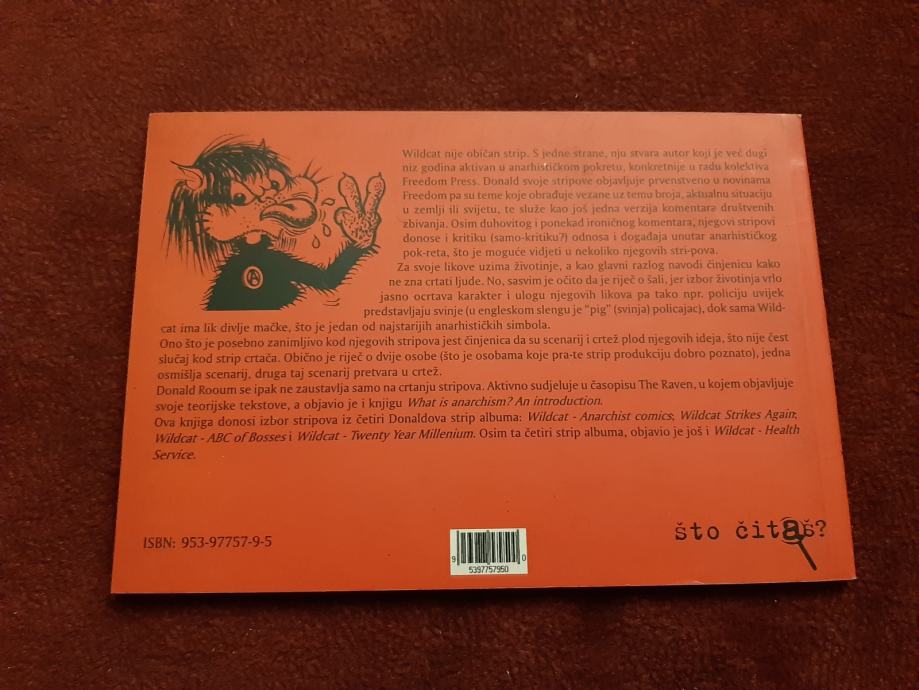 Wildcat nije običan strip. S jedne strane, nju stvara autor koji je već dugi
niz godina aktivan u anarhističkom pokretu, konkretnije u radu kolektiva
Freedom Press. Donald svoje stripove objavljuje prvenstveno u novinama
Freedom pa su teme koje obrađuje vezane uz temu broja, aktualnu situaciju
u zemlji ili svijetu, te služe kao još jedna verzija komentara društvenih
zbivanja. Osim duhovitog i ponekad ironičnog komentara, njegovi stripovi
donose i kritiku (samo-kritiku?) odnosa i događaja unutar anarhističkog
pok-reta, što je moguće vidjeti u nekoliko njegovih stri-pova.
Za svoje likove uzima životinje, a kao glavni razlog navodi činjenicu kako
ne zna crtati ljude. No, sasvim je očito da je riječ o šali, jer izbor životinja vrlo
jasno ocrtava karakter i ulogu njegovih likova pa tako npr. policiju uvijek
predstavljaju svinje (u engleskom slengu je "pig" (svinja) policajac), dok sama Wild-
cat ima lik divlje mačke, što je jedan od najstarijih anarhističkih simbola.
Ono što je posebno zanimljivo kod njegovih stripova jest činjenica da su scenarij i crtež plod njegovih ideja, što nije čest
slučaj kod strip crtača. Obično je riječ o dvije osobe (što je osobama koje pra-te strip produkciju dobro poznato), jedna
osmišlja scenarij, druga taj scenarij pretvara u crtež.
Donald Rooum se ipak ne zaustavlja samo na crtanju stripova. Aktivno sudjeluje u časopisu The Raven, u kojem objavljuje
svoje teorijske tekstove, a objavio je i knjigu What is anarchism? An introduction.
Ova knjiga donosi izbor stripova iz četiri Donaldova strip albuma: Wildcat - Anarchist comics, Wildcat Strikes Again,
Wildcat - ABC of Bosses i Wildcat - Twenty Year Millenium. Osim ta četiri strip albuma, objavio je još i Wildcat - Health
Service.
ISBN: 953-97757-9-5
9 5397757950 0
što čitaš?